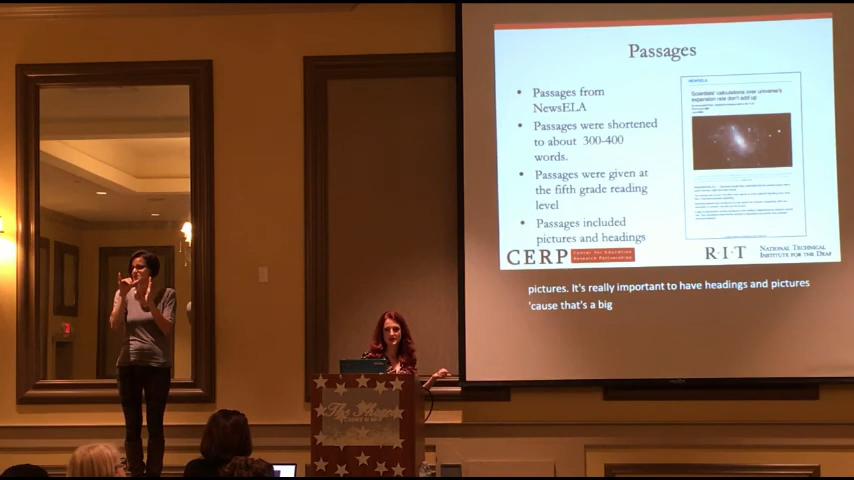 Passages
• Passages from
NewsELA
• Passages were shortened
to about 300-400
words.
• Passages were given at
the fifth grade reading
level
• Passages included
pictures and headings
NEWSELA
Scientists' calculations over universe's
expansion rate don't add up
CERP Center for Education
Research Partnerships
R·I·T NATIONAL TECHNICAL
INSTITUTE FOR THE DEAF
pictures. It's really important to have headings and pictures
'cause that's a big